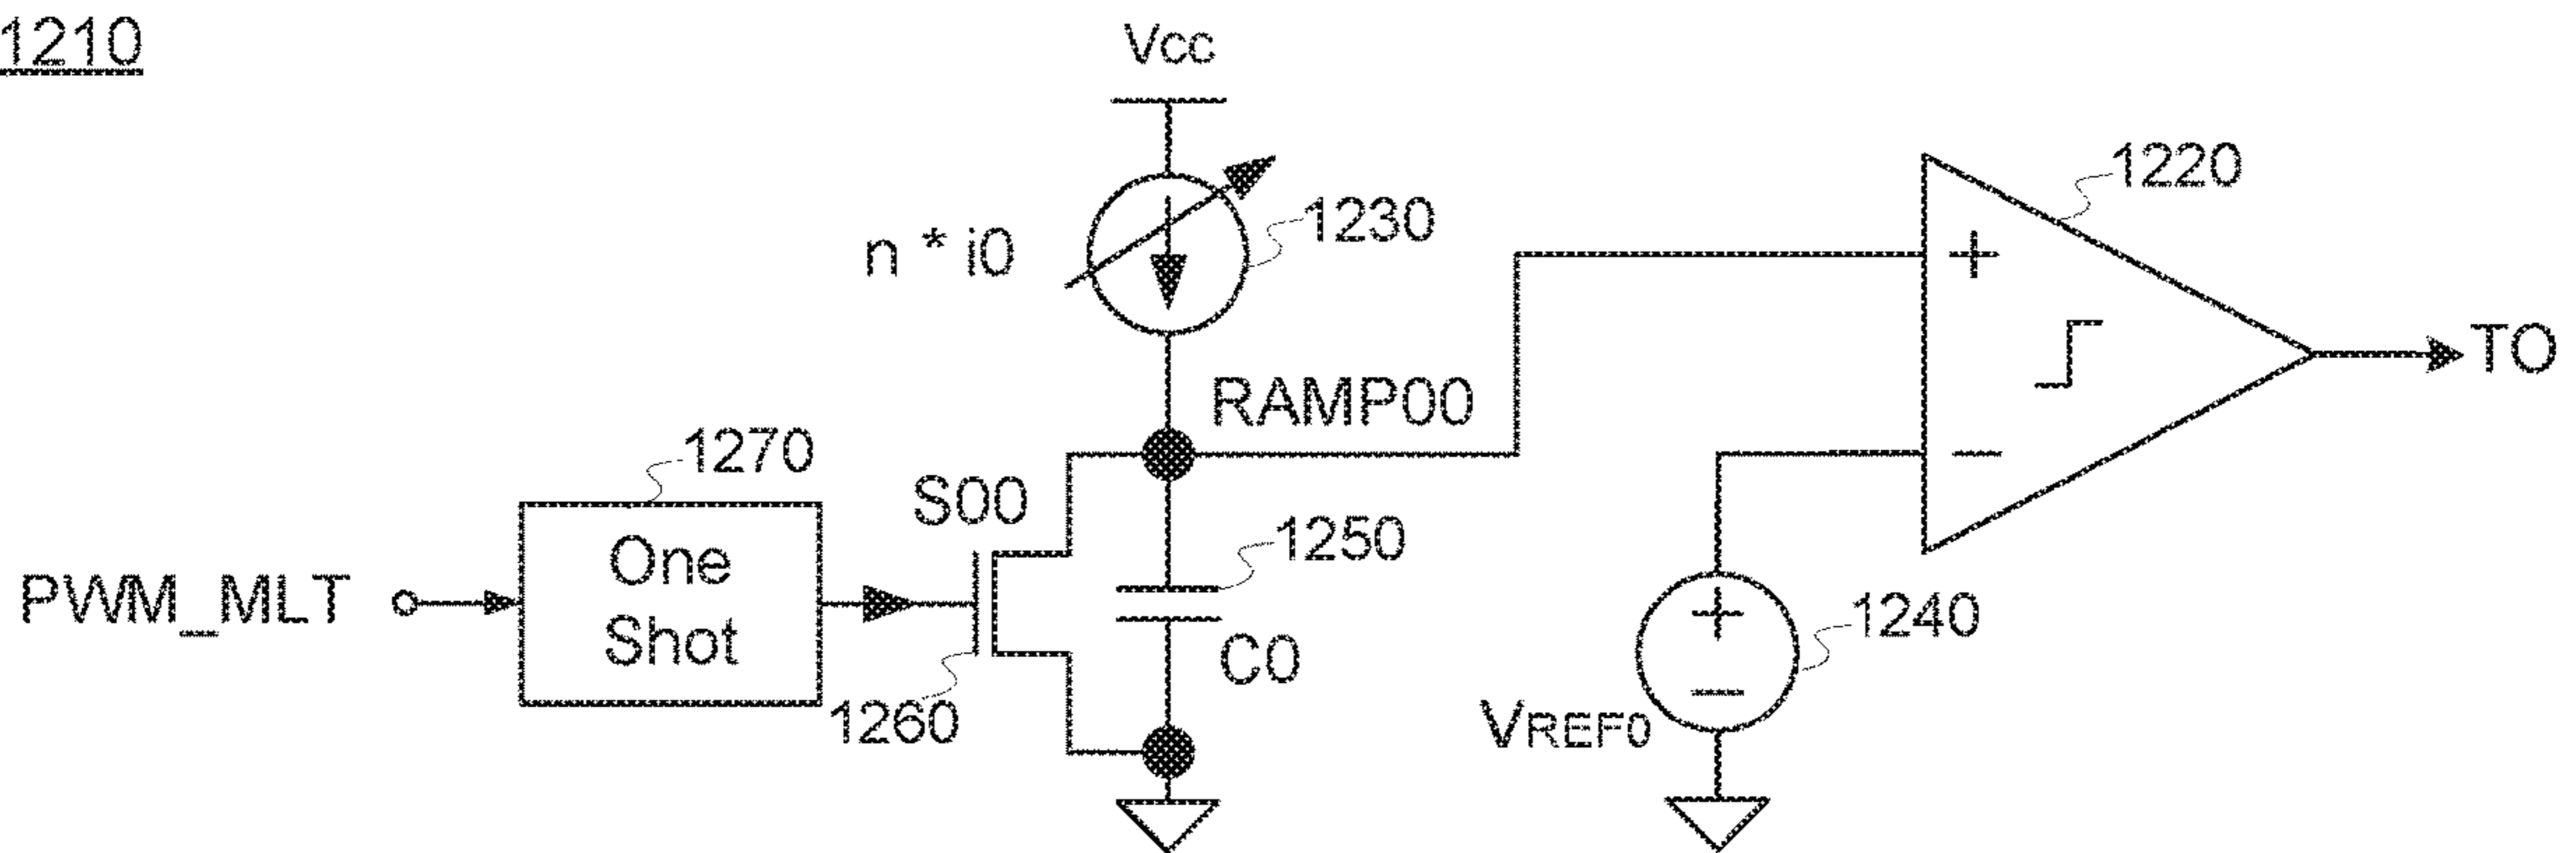 1210
Vcc
1220
n * i0
1230
+
TO
RAMP00
1270
S00
−
One
Shot
PWM_MLT
1250
+
1240
C0
1260
−
VREF0